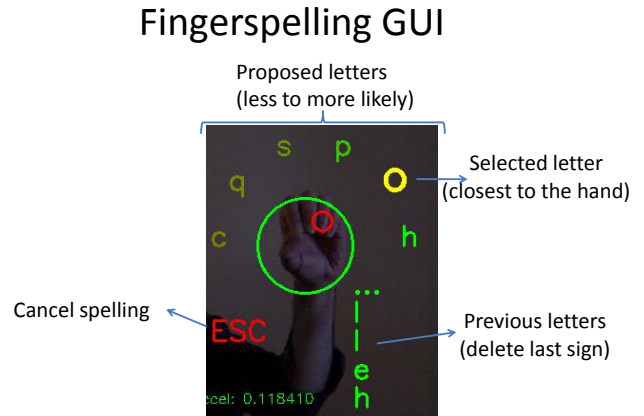 Fingerspelling GUI
Proposed letters
(less to more likely)
s
p
q
o
Selected letter
(closest to the hand)
O
c
h
...
l
Cancel spelling
ESC
Previous letters
l
(delete last sign)
e
ccel: 0.118410
h